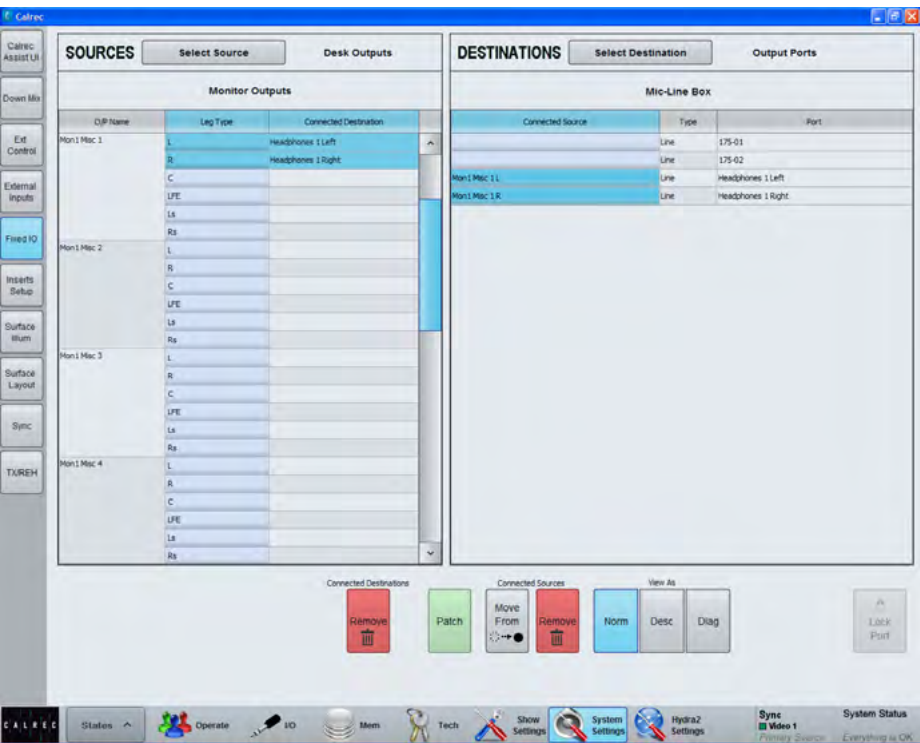 Calrec
Calrec
Assist UI
Down Mix
Ext
Control
External
Inputs
Fixed IO
Inserts
Setup
Surface
Illum
Surface
Layout
Sync
TX/REH
SOURCES Select Source Desk Outputs
Monitor Outputs
O/P Name Leg Type Connected Destination
Mon1 Misc 1 L Headphones 1 Left
R Headphones 1 Right
C
LFE
Ls
Rs
Mon1 Misc 2 L
R
C
LFE
Ls
Rs
Mon1 Misc 3 L
R
C
LFE
Ls
Rs
Mon1 Misc 4 L
R
C
LFE
Ls
Rs
DESTINATIONS Select Destination Output Ports
Mic-Line Box
Connected Source Type Port
Line 175-01
Line 175-02
Mon1 Misc 1 L Line Headphones 1 Left
Mon1 Misc 1 R Line Headphones 1 Right
Connected Destinations Connected Sources View As
Remove
Patch
Move
From
Remove
Norm
Desc
Diag
Lock
Port
CALREC
States
Operate
I/O
Mem
Tech
Show
Settings
System
Settings
Hydra2
Settings
Sync
Video 1
Primary Source
System Status
Everything is OK